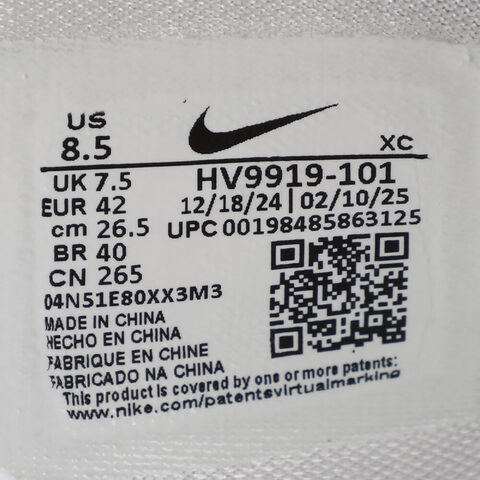 US
8.5
XC
UK 7.5
HV9919-101
EUR 42
12/18/24 | 02/10/25
cm 26.5
UPC 00198485863125
BR 40
CN 265
04N51E80XX3M3
MADE IN CHINA
HECHO EN CHINA
FABRIQUE EN CHINE
FABRICADO NA CHINA
This product is covered by one or more patents:
www.nike.com/patentsvirtualmarking